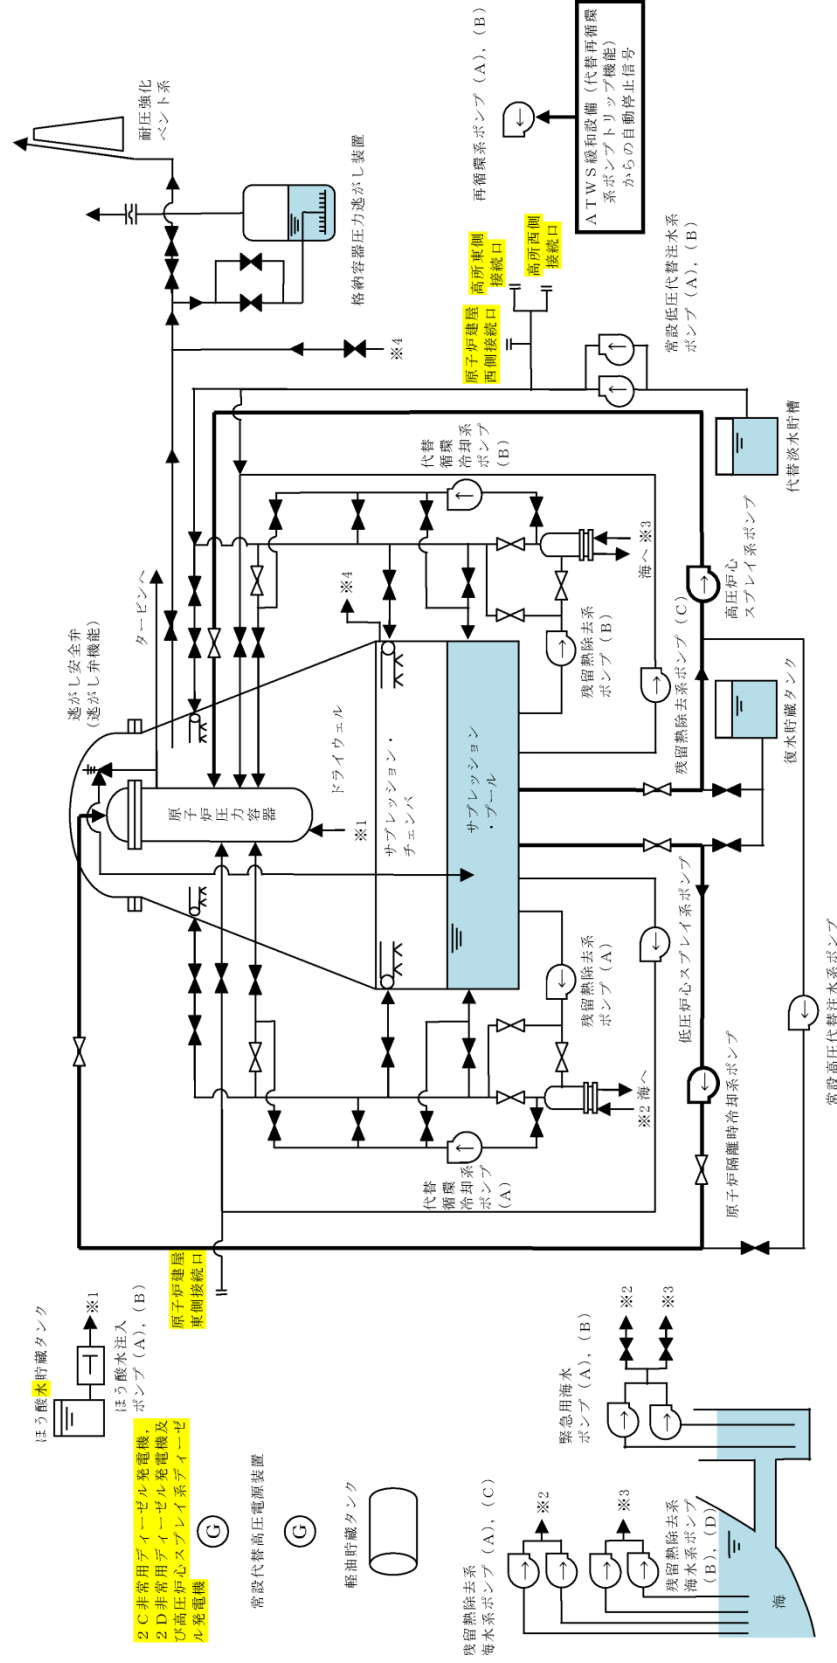 2C非常用ディーゼル発電機，
2D非常用ディーゼル発電機及
び高圧炉心スプレイ系ディーゼ
ル発電機
G
常設代替高圧電源装置
G
軽油貯蔵タンク
ほう酸水貯蔵タンク
※1
ほう酸水注入
ポンプ（A），（B）
原子炉建屋
東側接続口
逃がし安全弁
（逃がし弁機能）
タービンへ
耐圧強化
ベント系
格納容器圧力逃がし装置
※4
原子炉
圧力
容器
※1
ドライウェル
サプレッション・
チェンバ
サプレッション
・プール
※4
代替
循環
冷却系
ポンプ
（A）
代替
循環
冷却系
ポンプ
（B）
※2
海へ
海へ
※3
残留熱除去系
ポンプ（A）
残留熱除去系
ポンプ（B）
低圧炉心スプレイ系ポンプ
残留熱除去系ポンプ（C）
原子炉隔離時冷却系ポンプ
高圧炉心
スプレイ系ポンプ
復水貯蔵タンク
代替淡水貯槽
常設高圧代替注水系ポンプ
原子炉建屋
西側接続口
高所東側
接続口
高所西側
接続口
常設低圧代替注水系
ポンプ（A），（B）
再循環系ポンプ（A），（B）
ATWS緩和設備（代替再循環
系ポンプトリップ機能）
からの自動停止信号
残留熱除去系
海水系ポンプ（A），（C）
※2
※3
残留熱除去系
海水系ポンプ
（B），（D）
緊急用海水
ポンプ（A），（B）
※2
※3
海